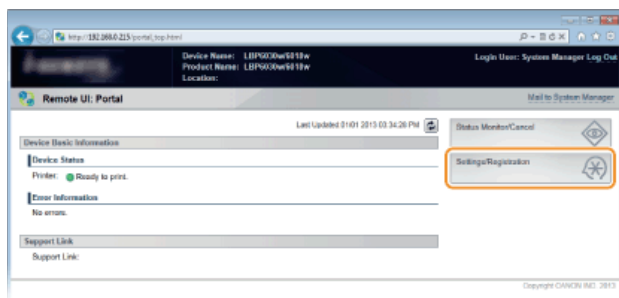 http://192.168.0.215/portal_top.html
Device Name: LBP6030w/6018w
Product Name: LBP6030w/6018w
Location:
Login User: System Manager Log Out
Remote UI: Portal
Mail to System Manager
Last Updated 01/01 2015 03:34:28 PM
Device Basic Information
Device Status
Printer: Ready to print.
Error Information
No errors.
Support Link
Support Link:
Status Monitor/Cancel
Settings/Registration
Copyright CANON INC. 2013